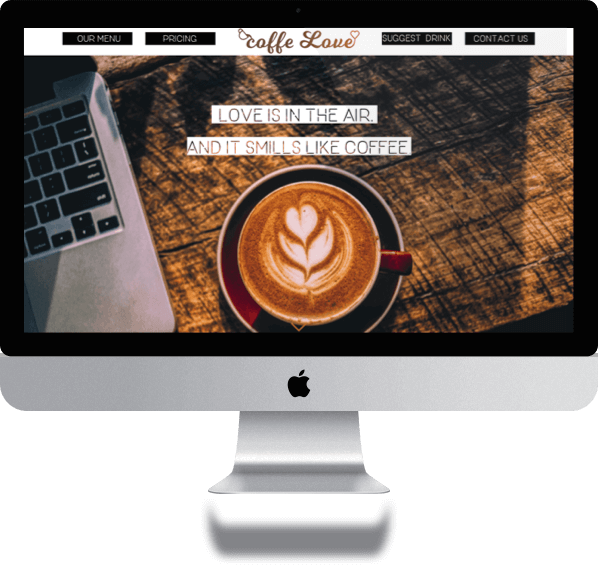 OUR MENU
PRICING
coffe Love
SUGGEST DRINK
CONTACT US
LOVE IS IN THE AIR,
AND IT SMILLS LIKE COFFEE